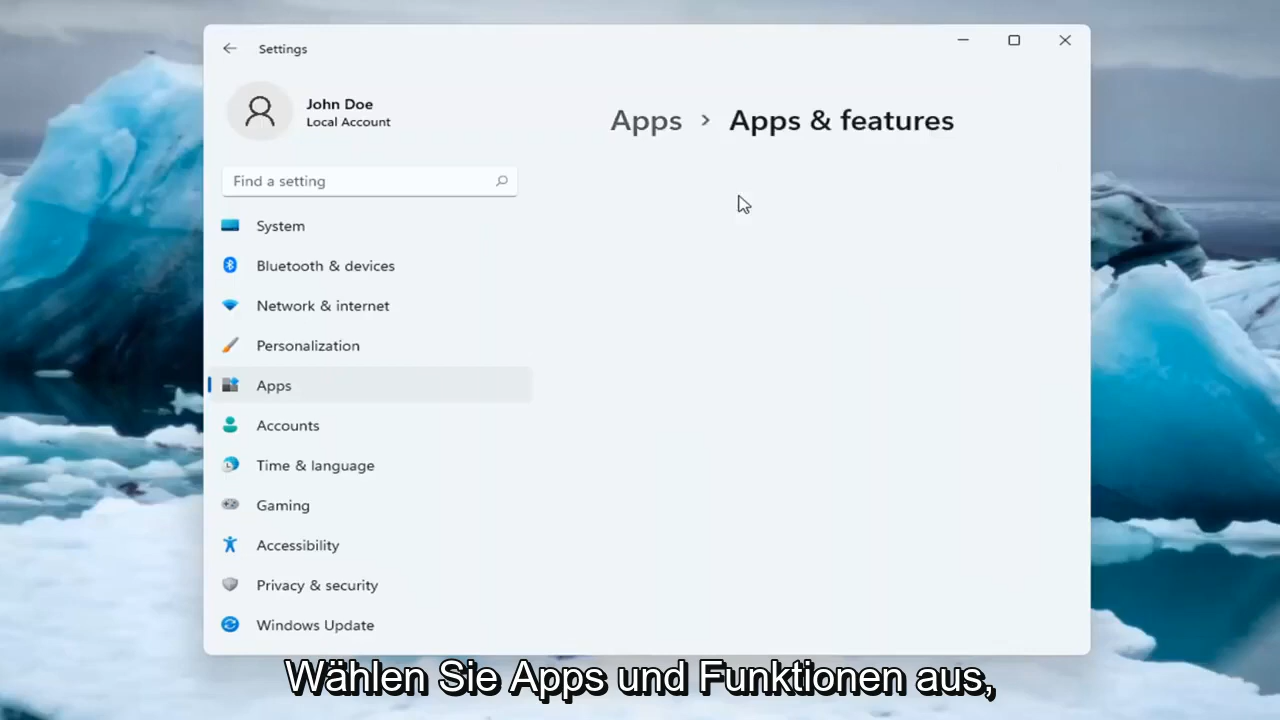 Settings
John Doe
Local Account
Apps › Apps & features
Find a setting
System
Bluetooth & devices
Network & internet
Personalization
Apps
Accounts
Time & language
Gaming
Accessibility
Privacy & security
Windows Update
Wählen Sie Apps und Funktionen aus,